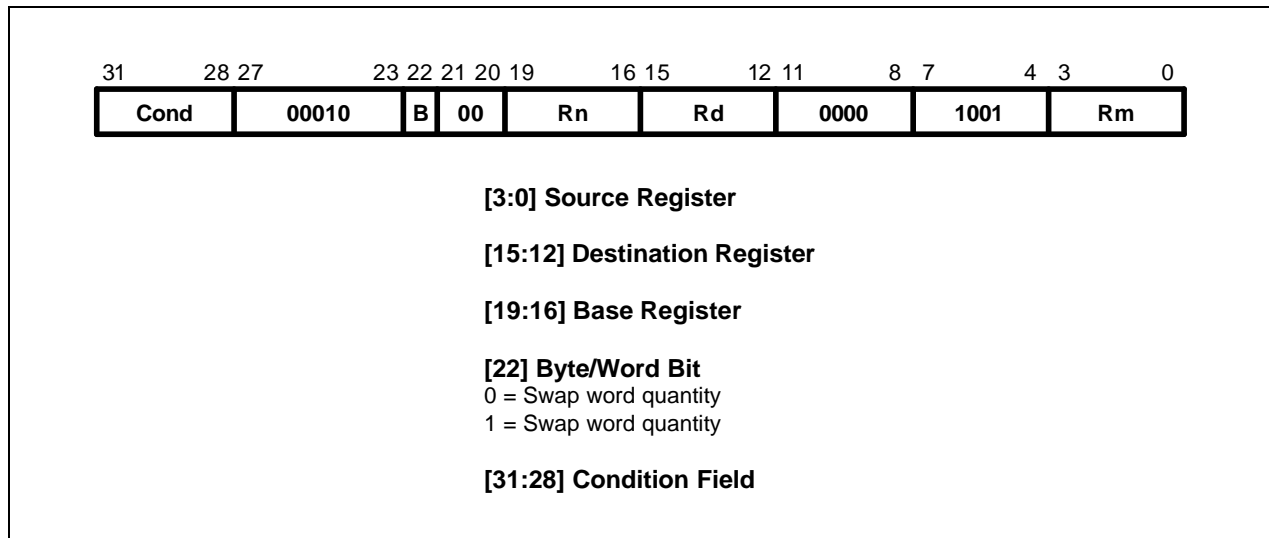 31 28 27 23 22 21 20 19 16 15 12 11 8 7 4 3 0
Cond 00010 B 00 Rn Rd 0000 1001 Rm
[3:0] Source Register
[15:12] Destination Register
[19:16] Base Register
[22] Byte/Word Bit
0 = Swap word quantity
1 = Swap word quantity
[31:28] Condition Field